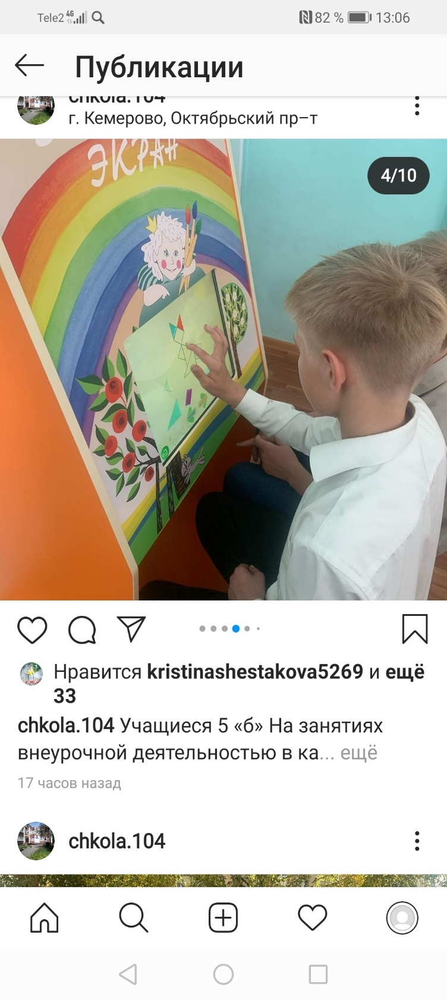 Tele2 4G 82 % 13:06
Публикации
chkola.104
г. Кемерово, Октябрьский пр-т
ЭКРАН
4/10
Нравится kristinashestakova5269 и ещё
33
chkola.104 Учащиеся 5 «б» На занятиях
внеурочной деятельностью в ка... ещё
17 часов назад
chkola.104